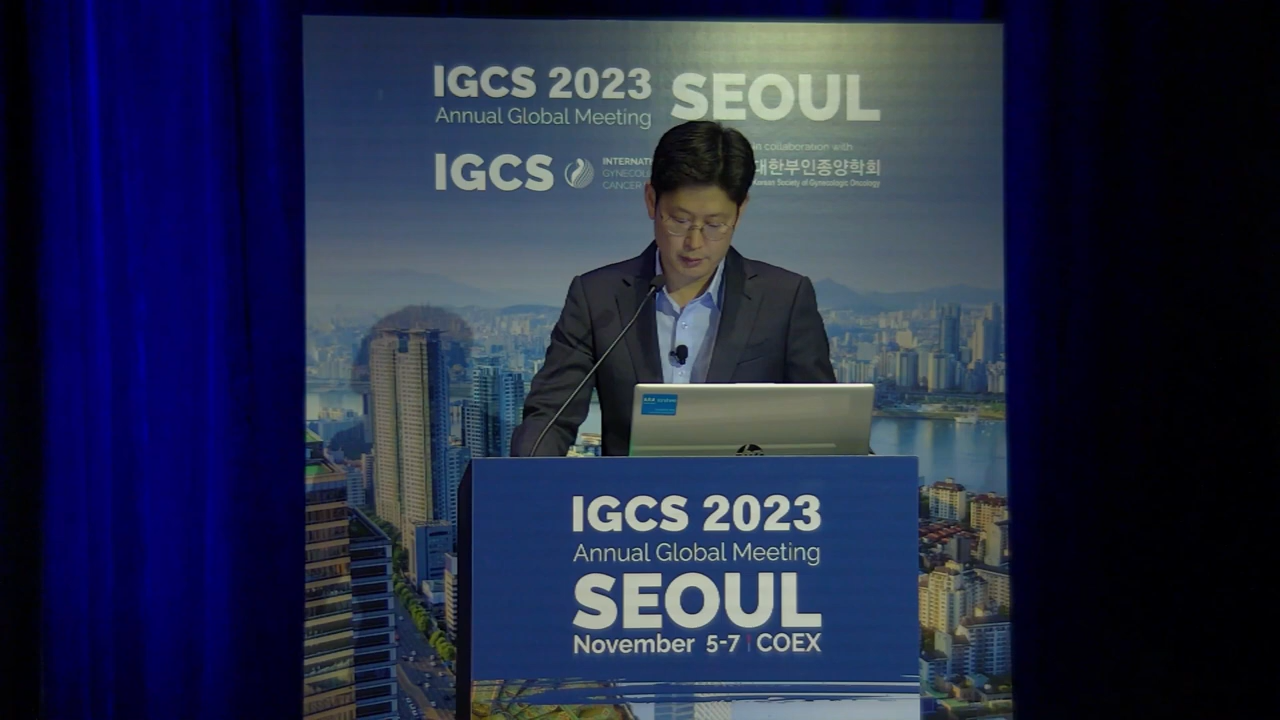 IGCS 2023
Annual Global Meeting
SEOUL
IGCS
INTERNATI
GYNECOL
CANCER
n collaboration with
대한부인종양학회
Korean Society of Gynecologic Oncology
IGCS 2023
Annual Global Meeting
SEOUL
November 5-7 | COEX